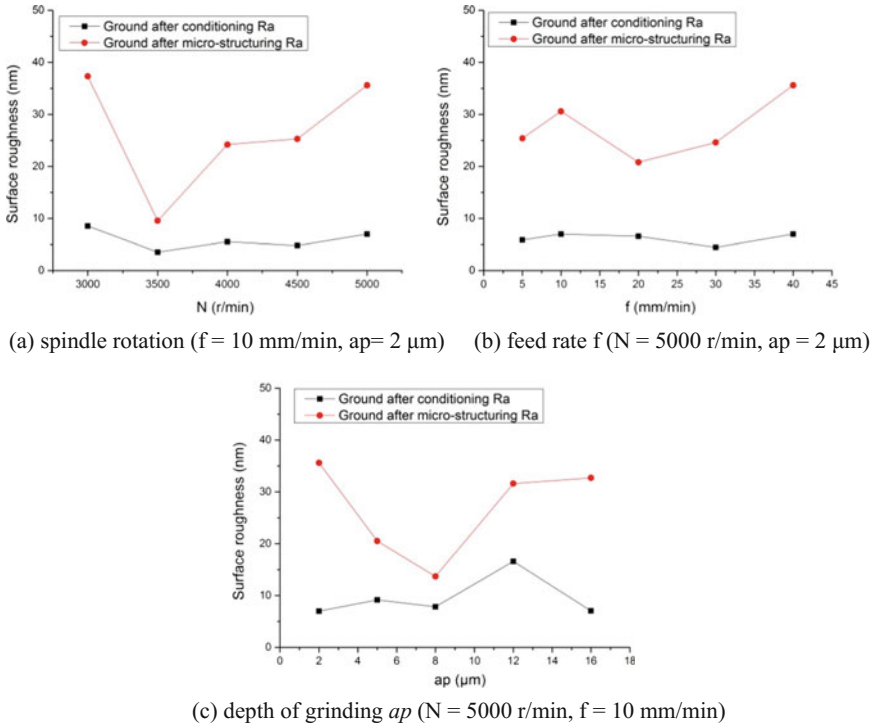 Ground after conditioning Ra
Ground after micro-structuring Ra
Surface roughness (nm)
50
40
30
20
10
0
3000 3500 4000 4500 5000
N (r/min)
(a) spindle rotation (f = 10 mm/min, ap= 2 μm)
Ground after conditioning Ra
Ground after micro-structuring Ra
Surface roughness (nm)
50
40
30
20
10
0
0 5 10 15 20 25 30 35 40 45
f (mm/min)
(b) feed rate f (N = 5000 r/min, ap = 2 μm)
Ground after conditioning Ra
Ground after micro-structuring Ra
Surface roughness (nm)
50
40
30
20
10
0
0 2 4 6 8 10 12 14 16 18
ap (μm)
(c) depth of grinding ap (N = 5000 r/min, f = 10 mm/min)